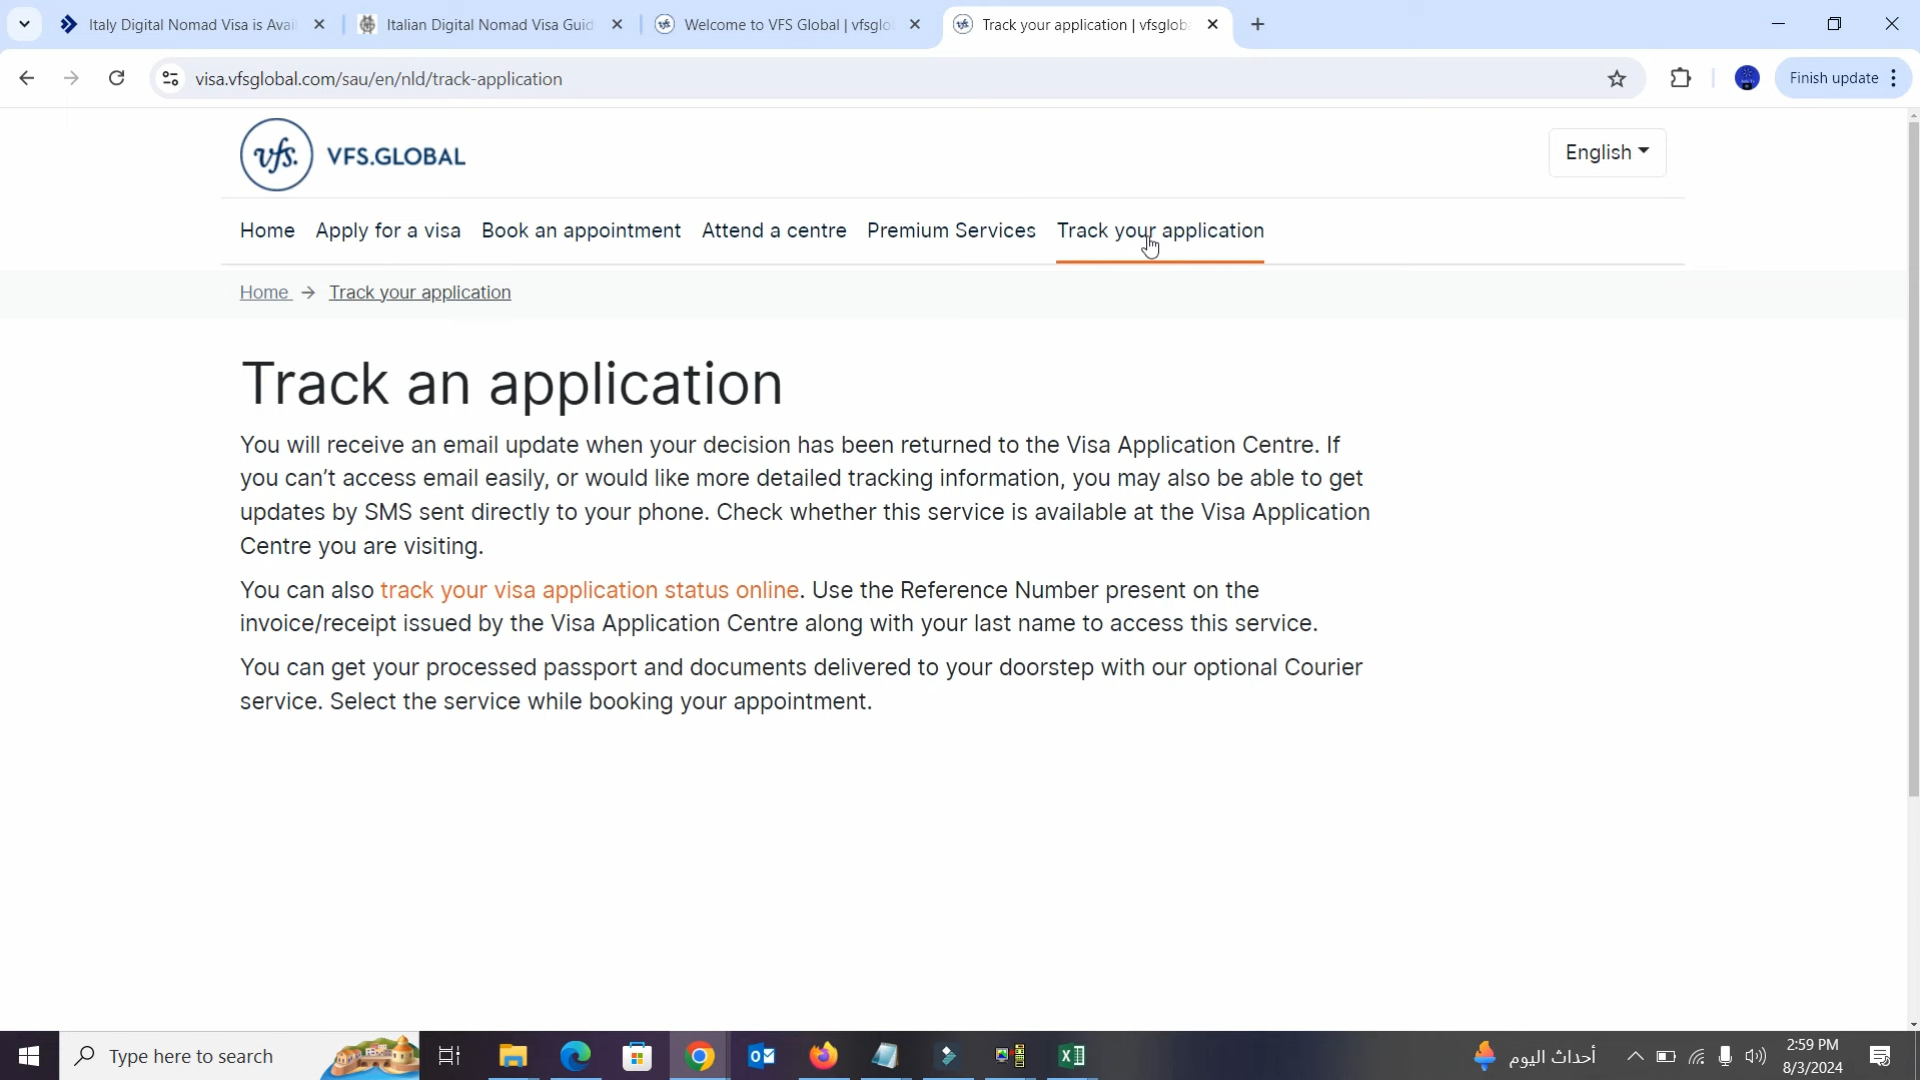 Italy Digital Nomad Visa is Avai
Italian Digital Nomad Visa Guid
Welcome to VFS Global | vfsglo
Track your application | vfsgloba
visa.vfsglobal.com/sau/en/nld/track-application
Finish update
vfs. VFS.GLOBAL
English
Home Apply for a visa Book an appointment Attend a centre Premium Services Track your application
Home → Track your application
Track an application
You will receive an email update when your decision has been returned to the Visa Application Centre. If
you can’t access email easily, or would like more detailed tracking information, you may also be able to get
updates by SMS sent directly to your phone. Check whether this service is available at the Visa Application
Centre you are visiting.
You can also track your visa application status online. Use the Reference Number present on the
invoice/receipt issued by the Visa Application Centre along with your last name to access this service.
You can get your processed passport and documents delivered to your doorstep with our optional Courier
service. Select the service while booking your appointment.
Type here to search
أحداث اليوم
2:59 PM
8/3/2024